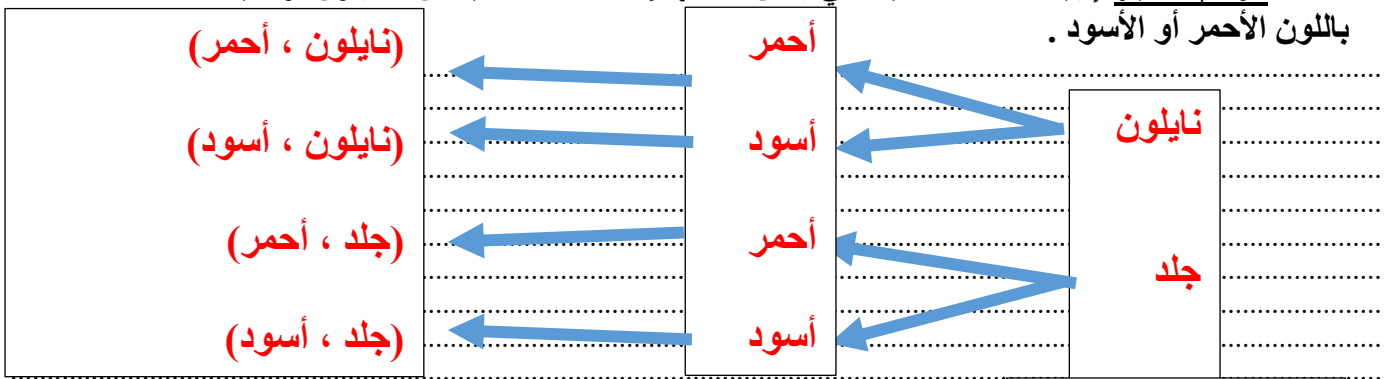 باللون الأحمر أو الأسود .
نايلون
جلد
أحمر
أسود
أحمر
أسود
(نايلون ، أحمر)
(نايلون ، أسود)
(جلد ، أحمر)
(جلد ، أسود)